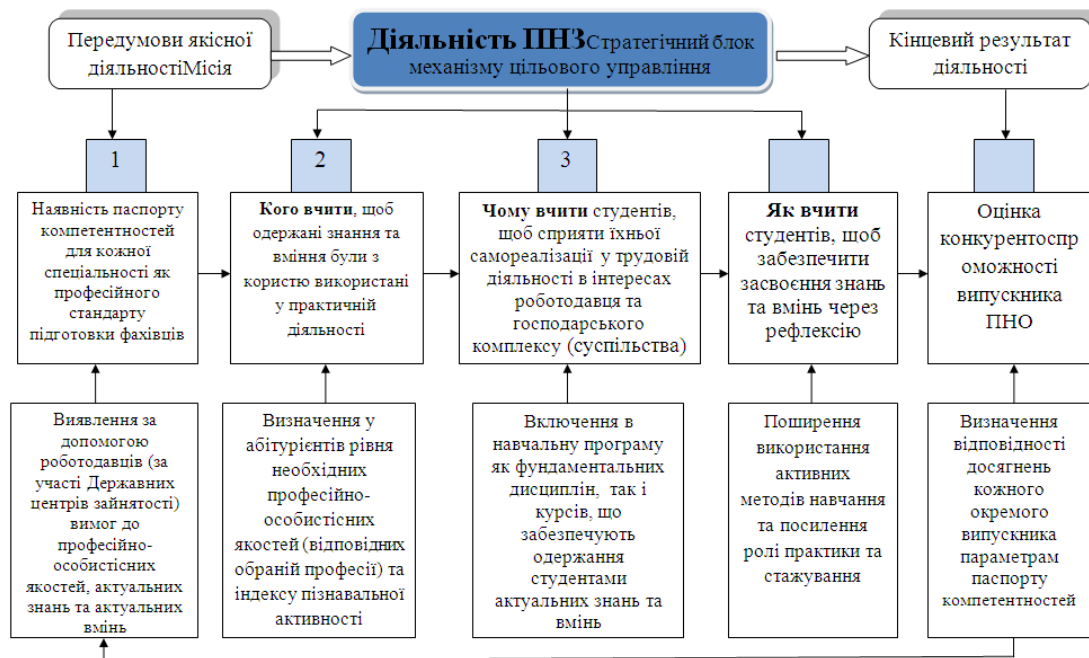 Передумови якісної
діяльностіМісія
Діяльність ПНЗСтратегічний блок
механізму цільового управління
Кінцевий результат
діяльності
1
2
3
Наявність паспорту
компетентностей
для кожної
спеціальності як
професійного
стандарту
підготовки фахівців
Кого вчити, щоб
одержані знання та
вміння були з
користю використані
у практичній
діяльності
Чому вчити студентів,
щоб сприяти їхньої
самореалізації у трудовій
діяльності в інтересах
роботодавця та
господарського
комплексу (суспільства)
Як вчити
студентів, щоб
забезпечити
засвоєння знань
та вмінь через
рефлексію
Оцінка
конкурентоспр
оможності
випускника
ПНО
Виявлення за
допомогою
роботодавців (за
участі Державних
центрів зайнятості)
вимог до
професійно-
особистісних
якостей, актуальних
знань та актуальних
вмінь
Визначення у
абітурієнтів рівня
необхідних
професійно-
особистісних
якостей (відповідних
обраній професії) та
індексу пізнавальної
активності
Включення в
навчальну програму
як фундаментальних
дисциплін, так і
курсів, що
забезпечують
одержання
студентами
актуальних знань та
вмінь
Поширення
використання
активних
методів навчання
та посилення
ролі практики та
стажування
Визначення
відповідності
досягнень
кожного
окремого
випускника
параметрам
паспорту
компетентностей